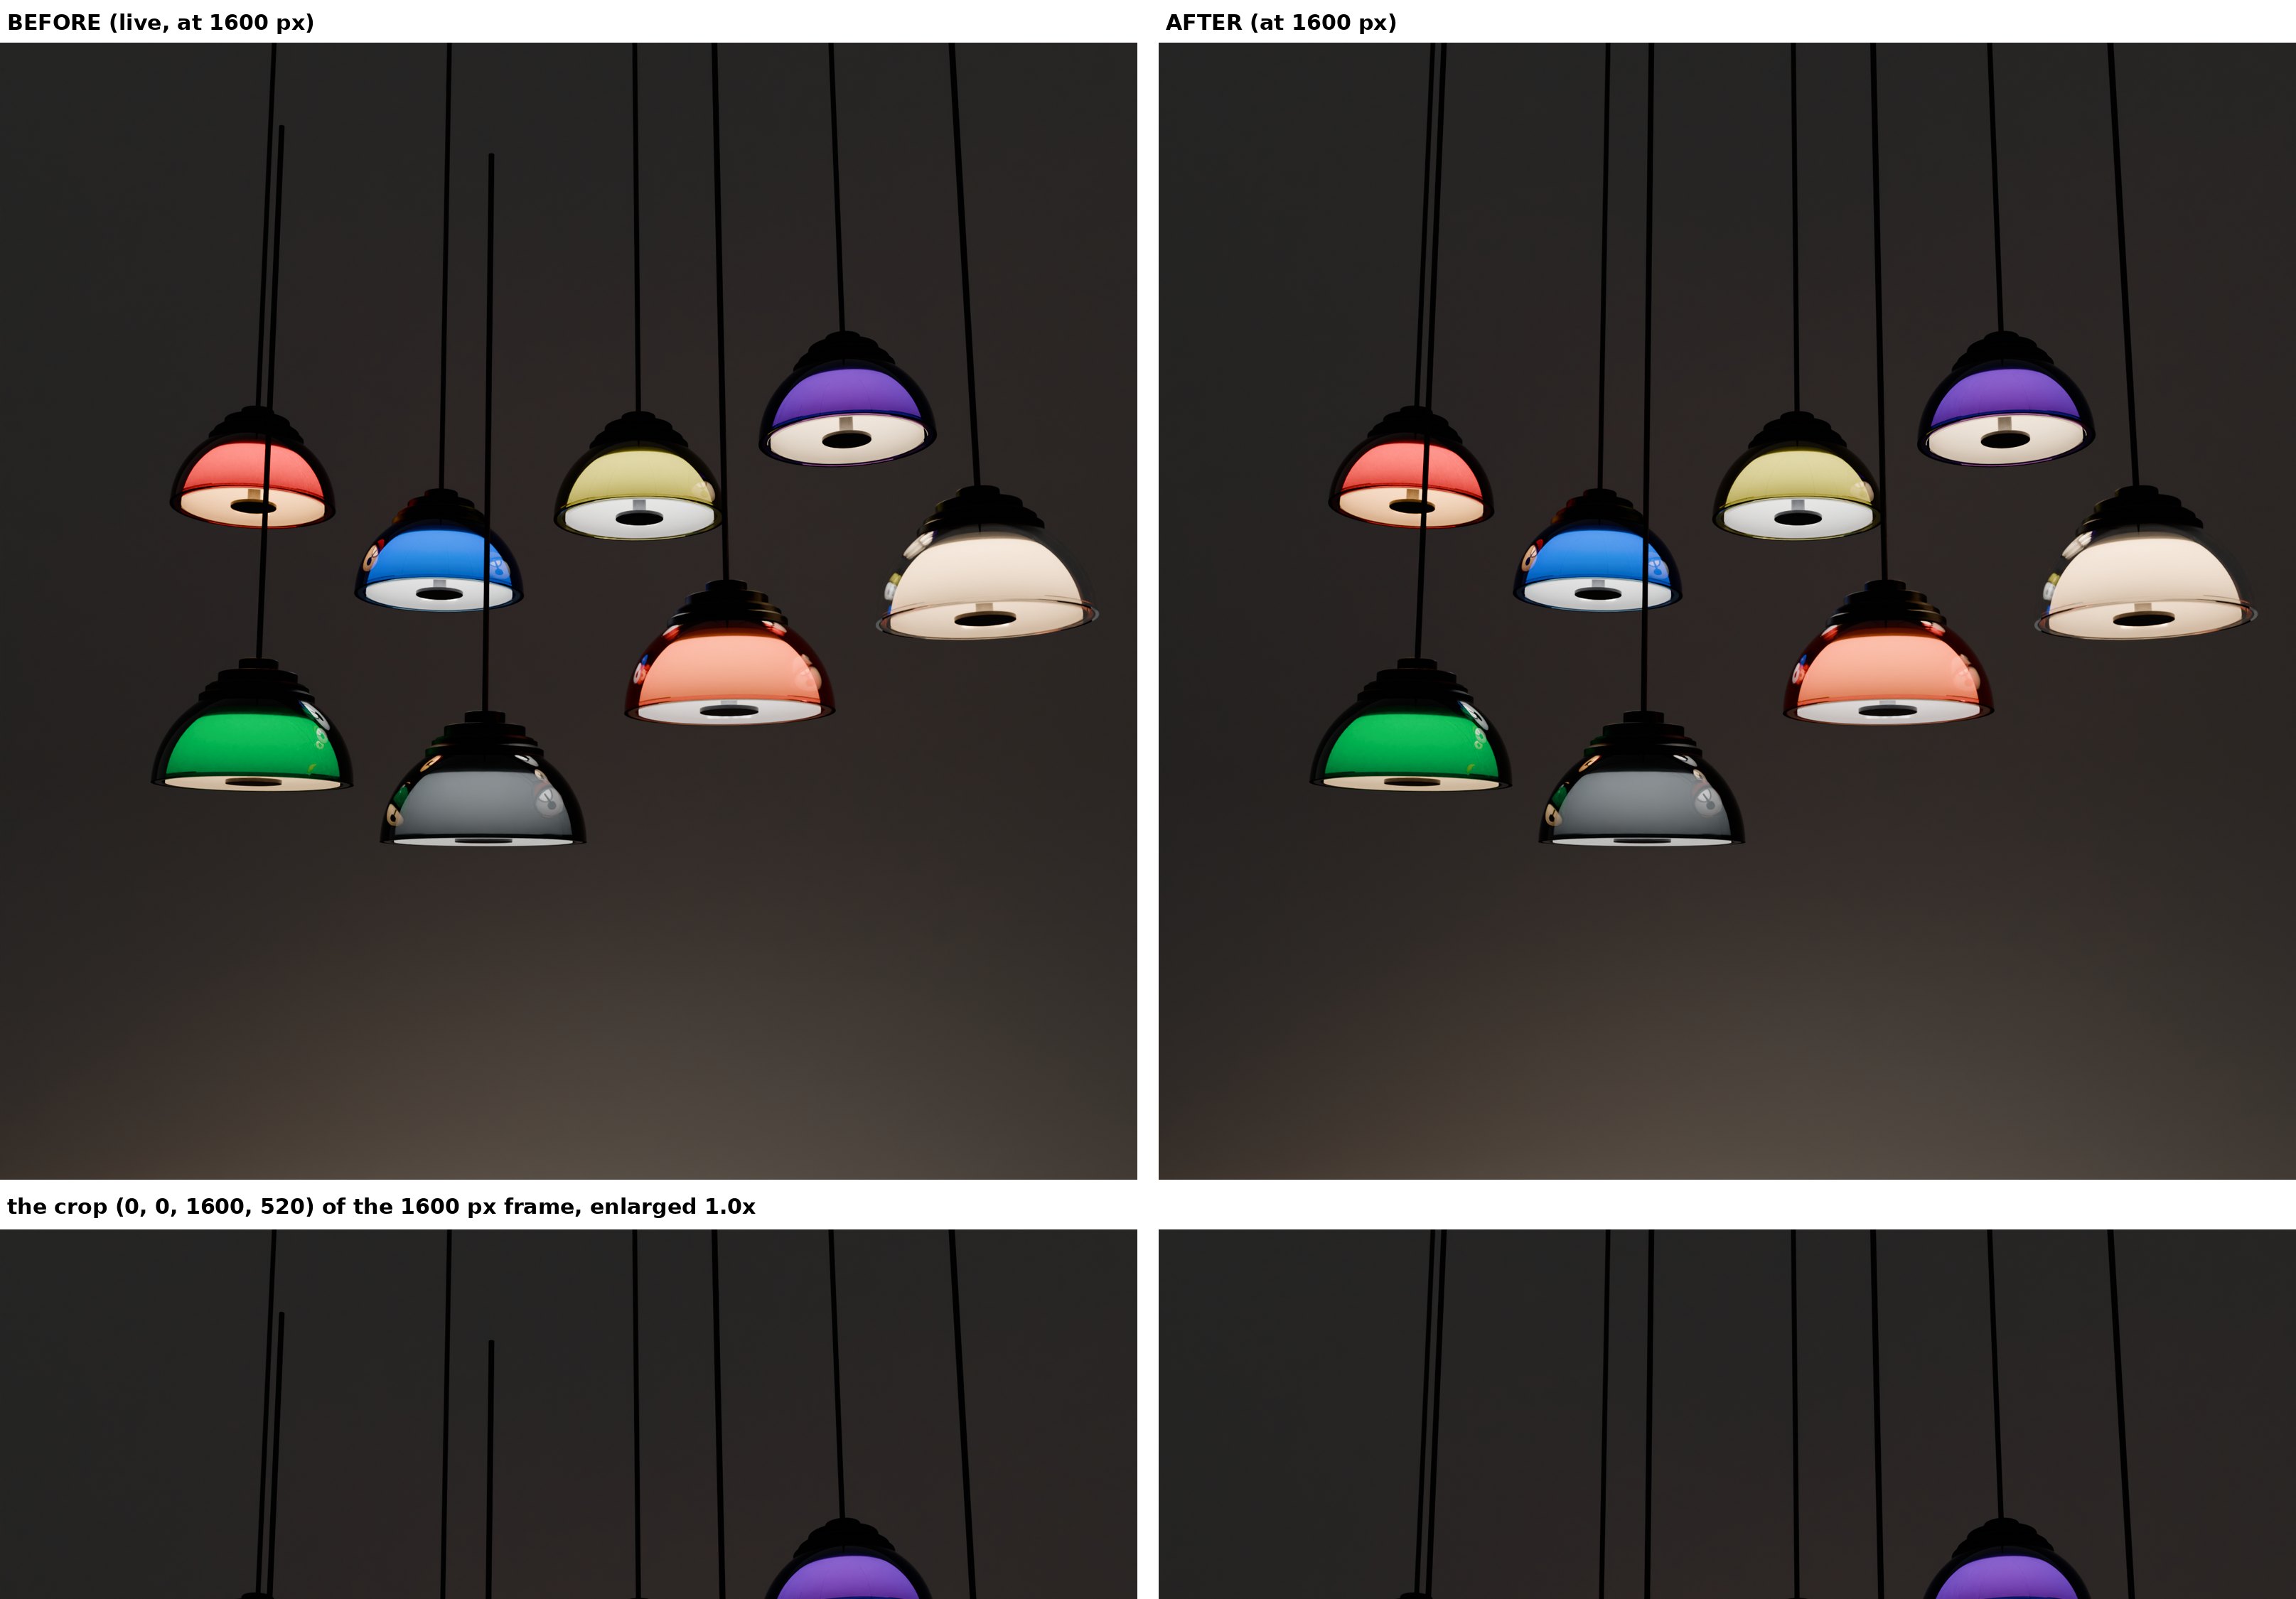 BEFORE (live, at 1600 px)
AFTER (at 1600 px)
the crop (0, 0, 1600, 520) of the 1600 px frame, enlarged 1.0x